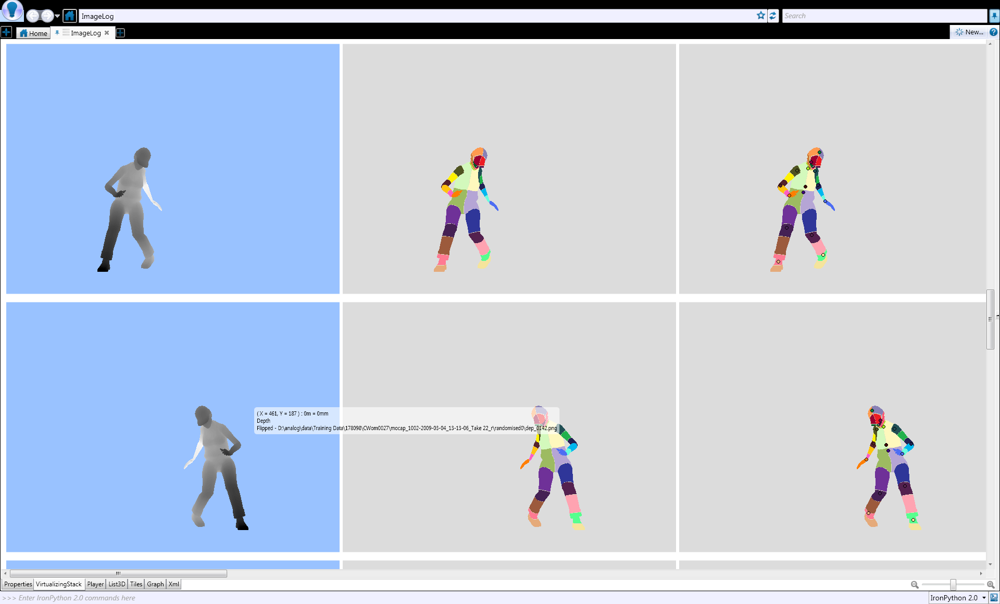 ImageLog
Search
Home
ImageLog
New...
( X = 461, Y = 187 ) : 0m = 0mm
Depth
Flipped - D:\analog\data\Training Data\178098\CWom0027\mocap_1002-2009-03-04_13-13-06_Take 22_r\randomised0\dep_0142.png
Properties VirtualizingStack Player List3D Tiles Graph Xml
>>> Enter IronPython 2.0 commands here
IronPython 2.0